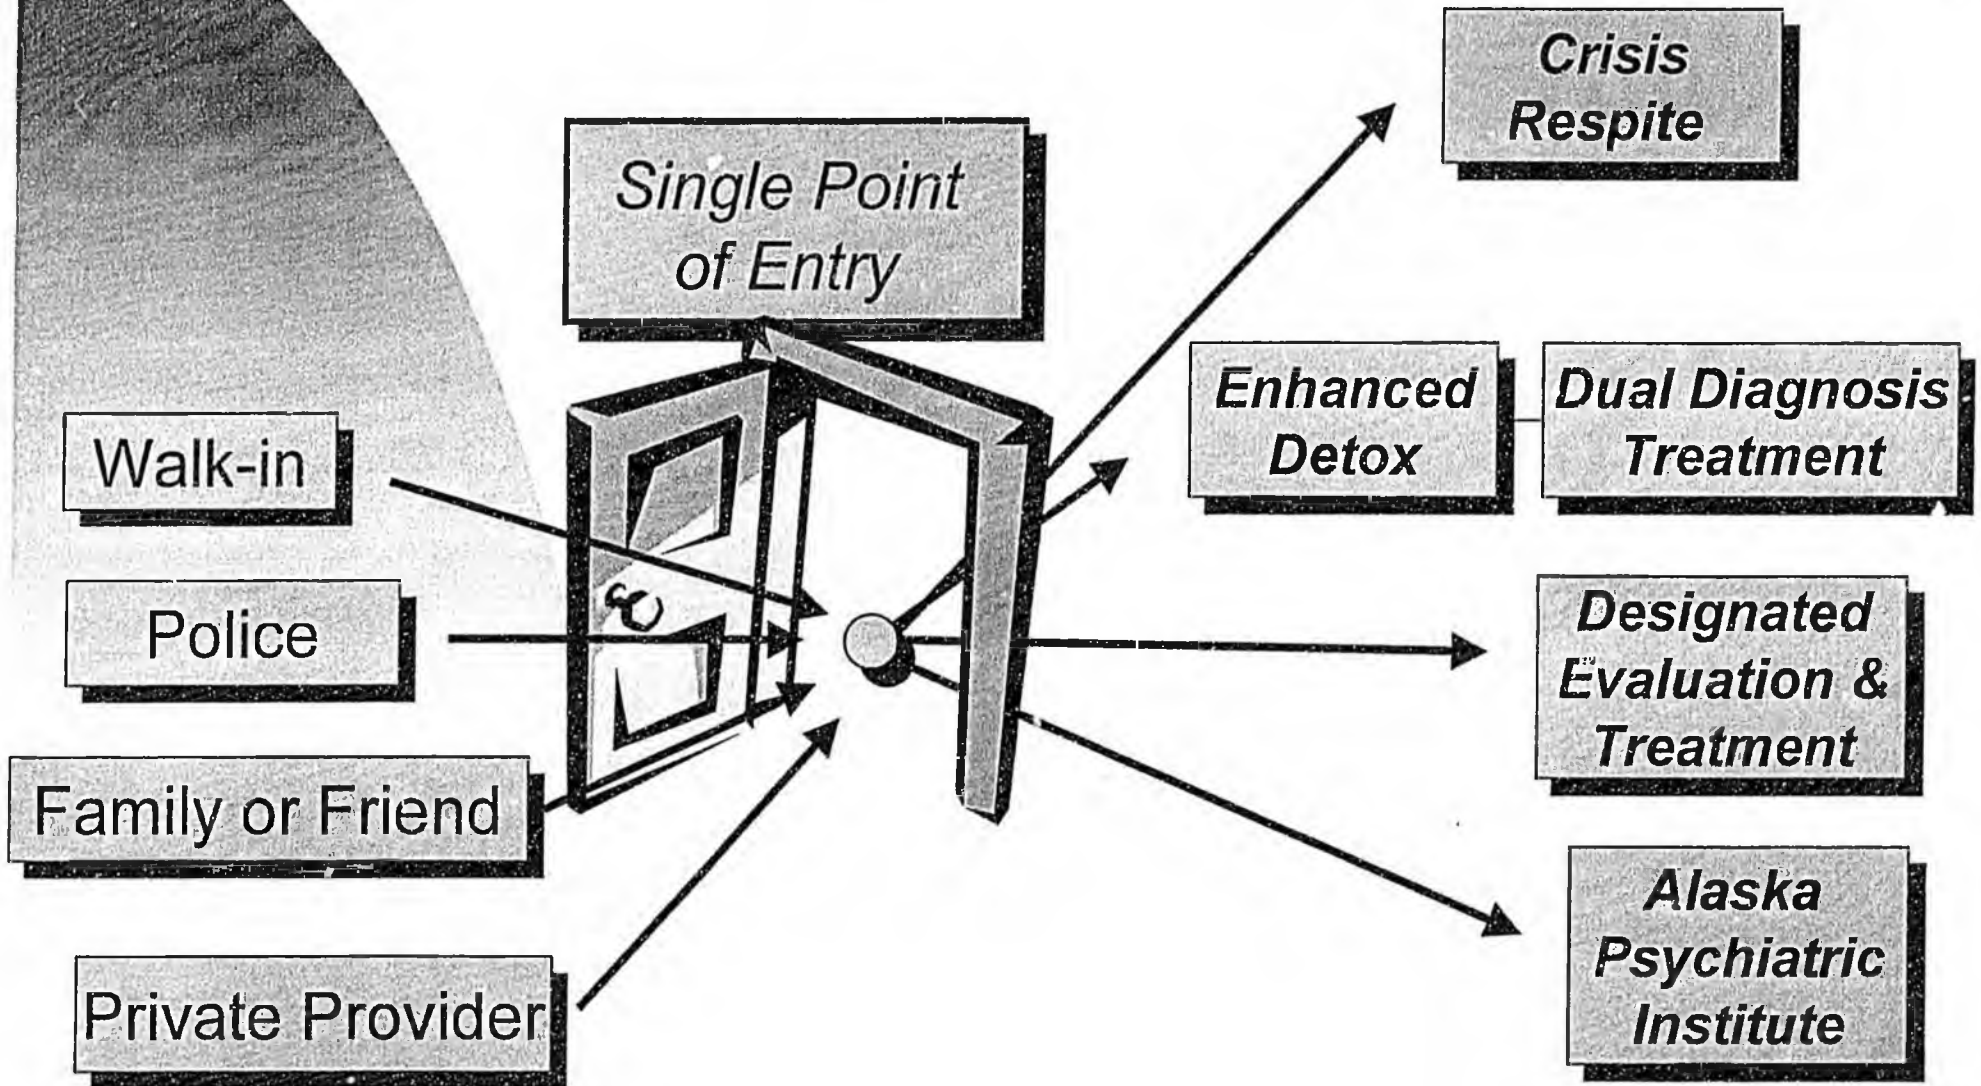 Crisis
Respite
Single Point
of Entry
Enhanced
Detox
Dual Diagnosis
Treatment
Walk-in
Police
Designated
Evaluation &
Treatment
Family or Friend
Alaska
Psychiatric
Institute
Private Provider